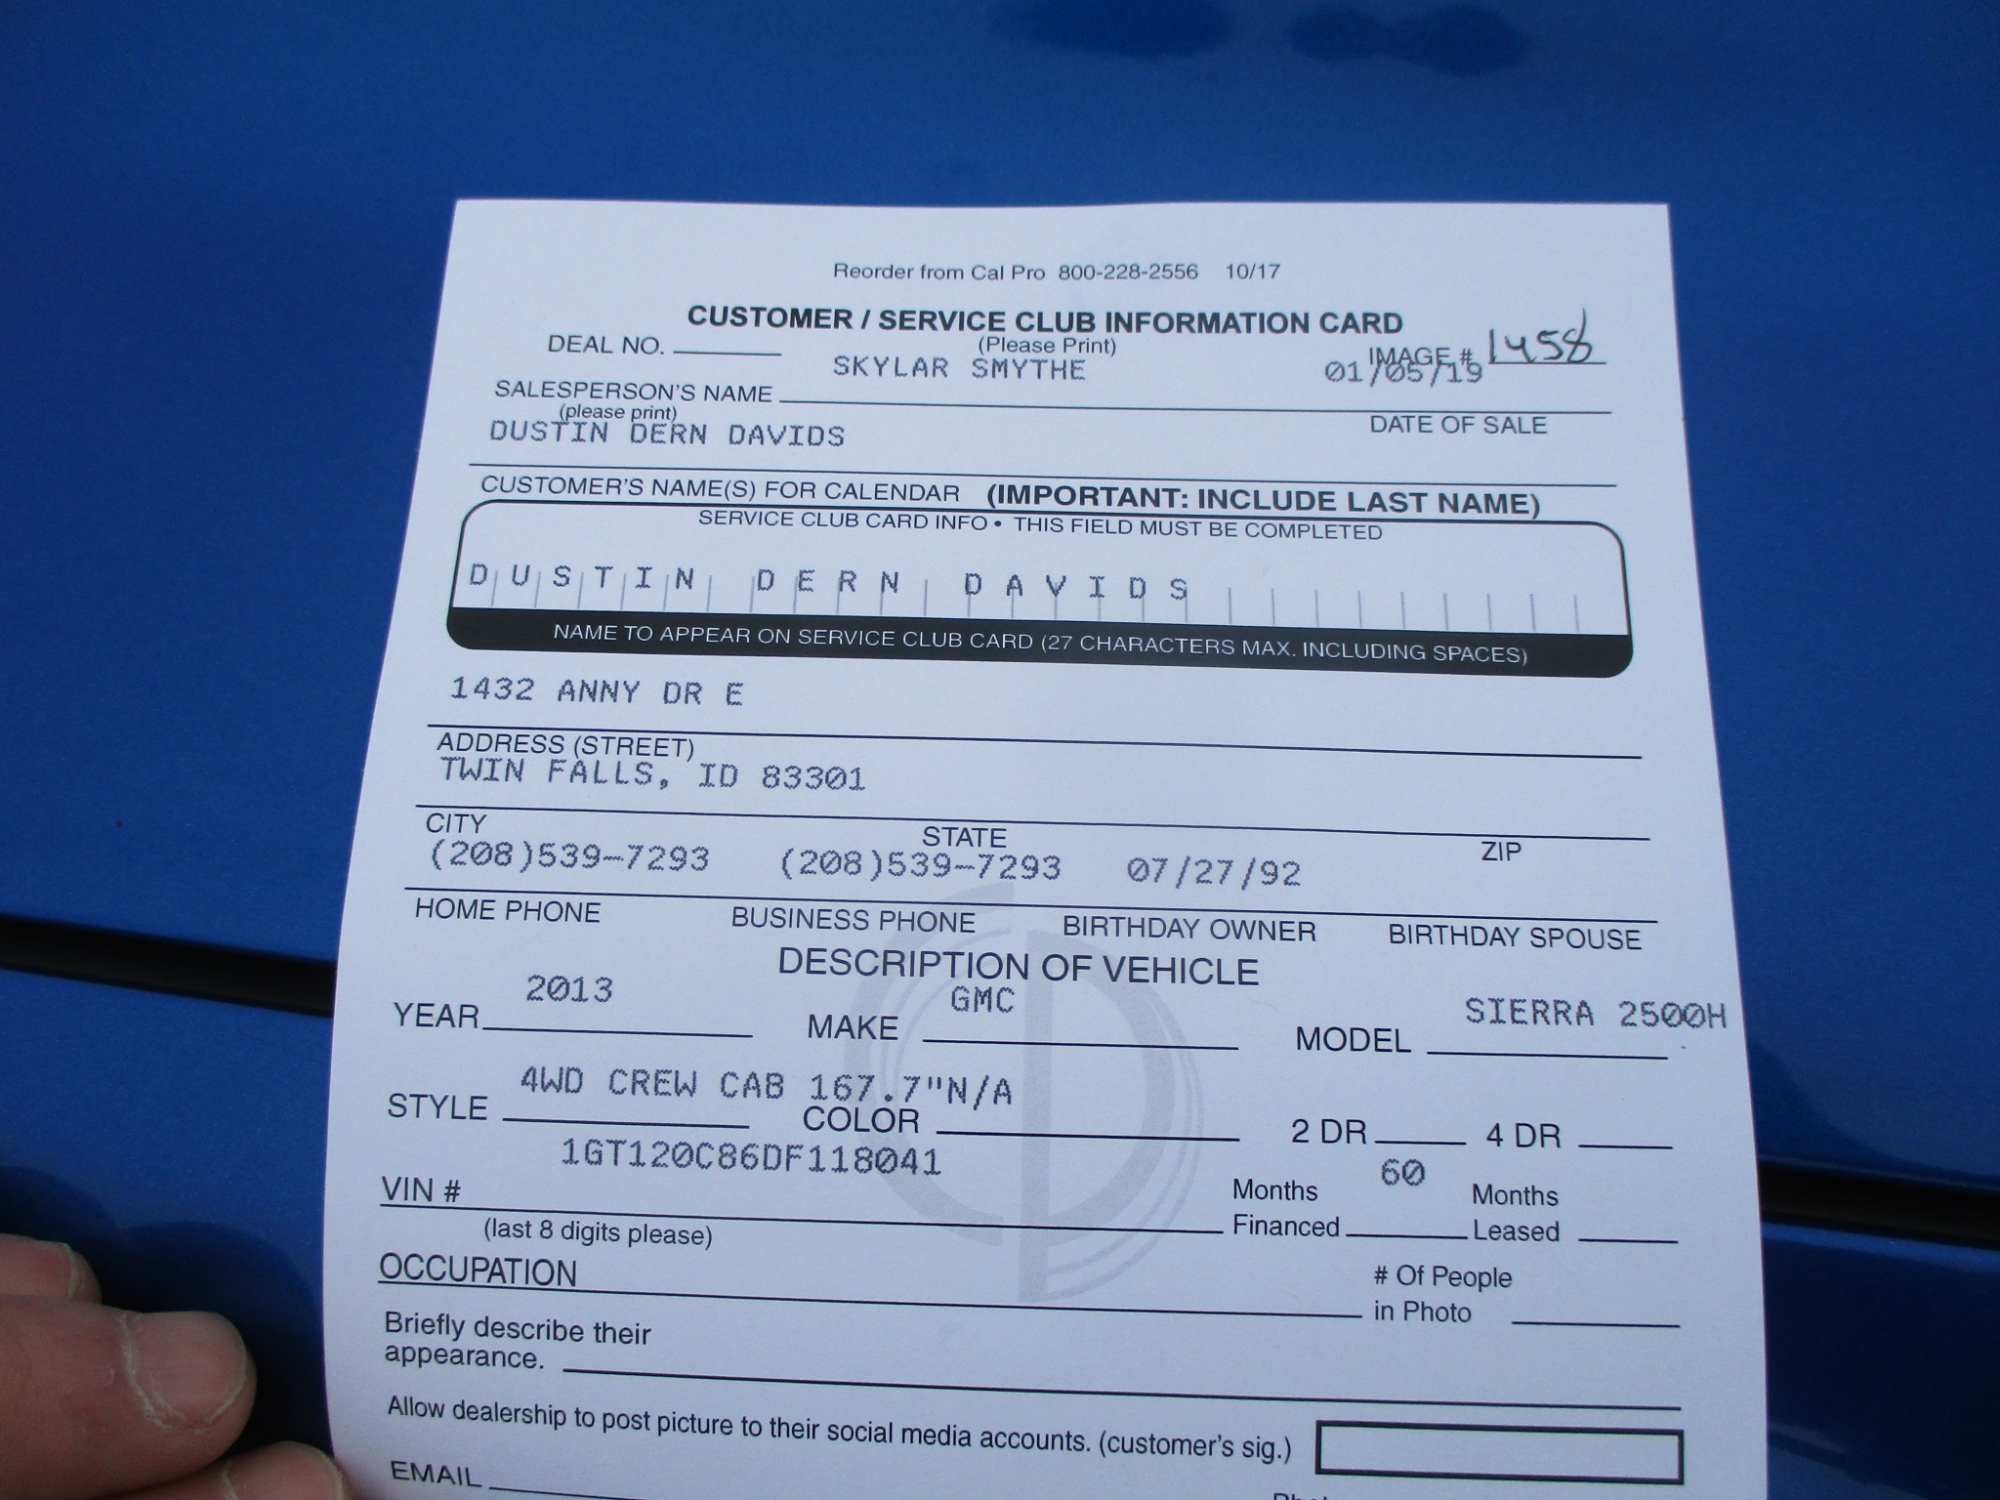 Reorder from Cal Pro 800-228-2556 10/17
CUSTOMER / SERVICE CLUB INFORMATION CARD
DEAL NO. (Please Print) IMAGE # 1458
SKYLAR SMYTHE 01/05/19
SALESPERSON'S NAME DATE OF SALE
(please print)
DUSTIN DERN DAVIDS
CUSTOMER'S NAME(S) FOR CALENDAR (IMPORTANT: INCLUDE LAST NAME)
SERVICE CLUB CARD INFO • THIS FIELD MUST BE COMPLETED
DUSTIN DERN DAVIDS
NAME TO APPEAR ON SERVICE CLUB CARD (27 CHARACTERS MAX. INCLUDING SPACES)
1432 ANNY DR E
ADDRESS (STREET)
TWIN FALLS, ID 83301
CITY STATE ZIP
(208)539-7293 (208)539-7293 07/27/92
HOME PHONE BUSINESS PHONE BIRTHDAY OWNER BIRTHDAY SPOUSE
DESCRIPTION OF VEHICLE
2013 GMC SIERRA 2500H
YEAR MAKE MODEL
4WD CREW CAB 167.7"N/A
STYLE COLOR 2 DR 4 DR
1GT120C86DF118041 60
VIN # Months Financed Months Leased
(last 8 digits please)
OCCUPATION # Of People in Photo
Briefly describe their
appearance.
Allow dealership to post picture to their social media accounts. (customer's sig.)
EMAIL